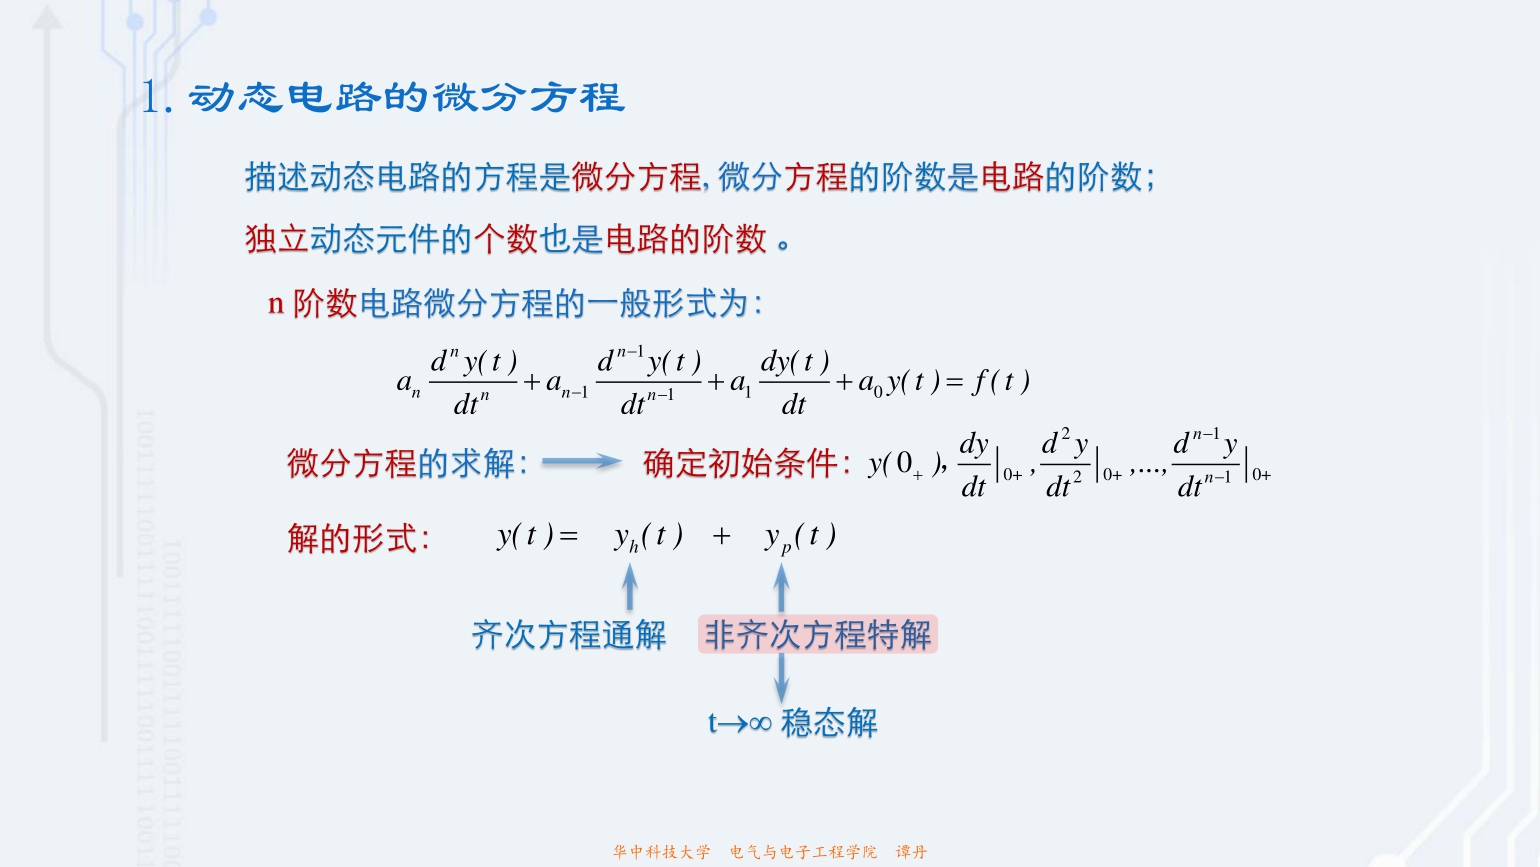 1. 动态电路的微分方程
描述动态电路的方程是微分方程, 微分方程的阶数是电路的阶数;
独立动态元件的个数也是电路的阶数 。
n 阶数电路微分方程的一般形式为:
a_n d^n y(t)/dt^n + a_{n-1} d^{n-1} y(t)/dt^{n-1} + a_1 dy(t)/dt + a_0 y(t) = f(t)
微分方程的求解: 确定初始条件: y(0_+), dy/dt|_{0+}, d^2 y/dt^2|_{0+},..., d^{n-1} y/dt^{n-1}|_{0+}
解的形式: y(t) = y_h(t) + y_p(t)
齐次方程通解 非齐次方程特解
t→∞ 稳态解
华中科技大学 电气与电子工程学院 谭丹